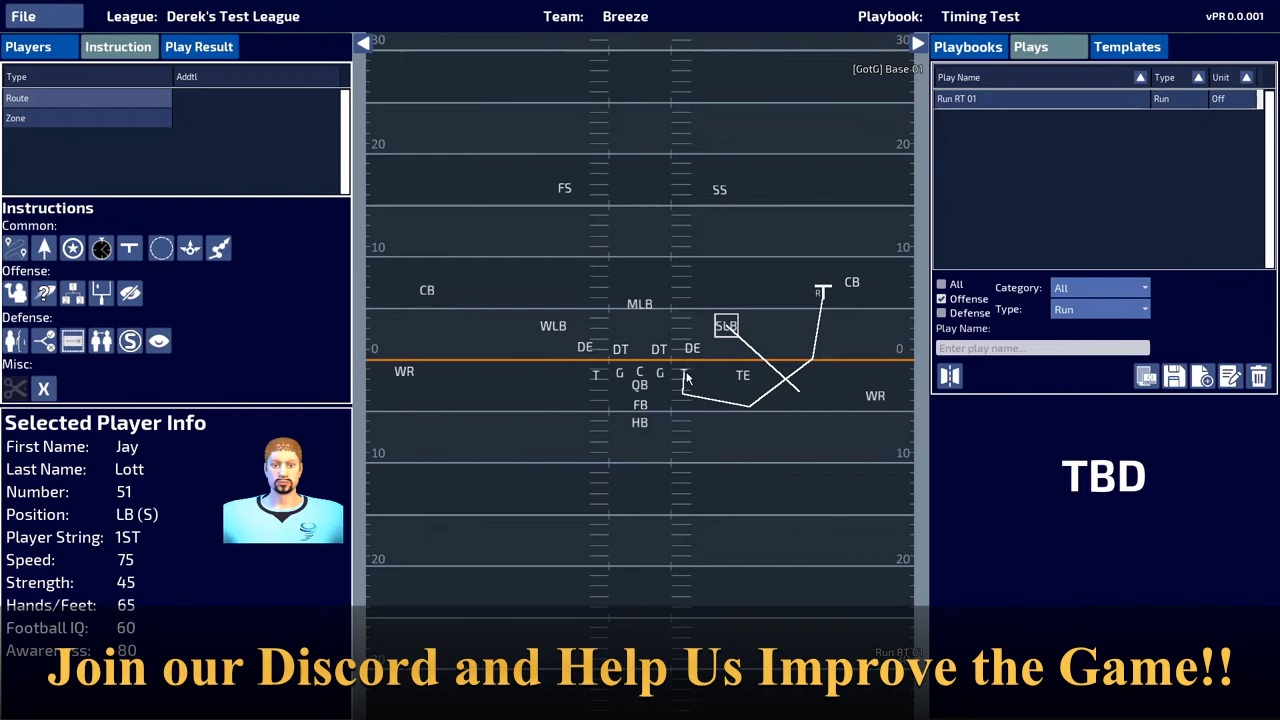 File League: Derek's Test League Team: Breeze Playbook: Timing Test vPR 0.0.001
Players Instruction Play Result
Type Addtl
Route
Zone
Instructions
Common:
Offense:
Defense:
Misc:
X
Selected Player Info
First Name: Jay
Last Name: Lott
Number: 51
Position: LB (S)
Player String: 1ST
Speed: 75
Strength: 45
Hands/Feet: 65
Football IQ: 60
Awareness: 80
30 30
[GotG] Base 01
20 20
FS SS
10 10
CB CB
MLB
WLB SLB
0 DE DT DT DE 0
WR T G C G T TE
QB
WR
FB
HB
10 10
20 20
Run RT 01
Playbooks Plays Templates
Play Name Type Unit
Run RT 01 Run Off
All Category: All
Offense
Defense Type: Run
Play Name:
Enter play name...
TBD
Join our Discord and Help Us Improve the Game!!